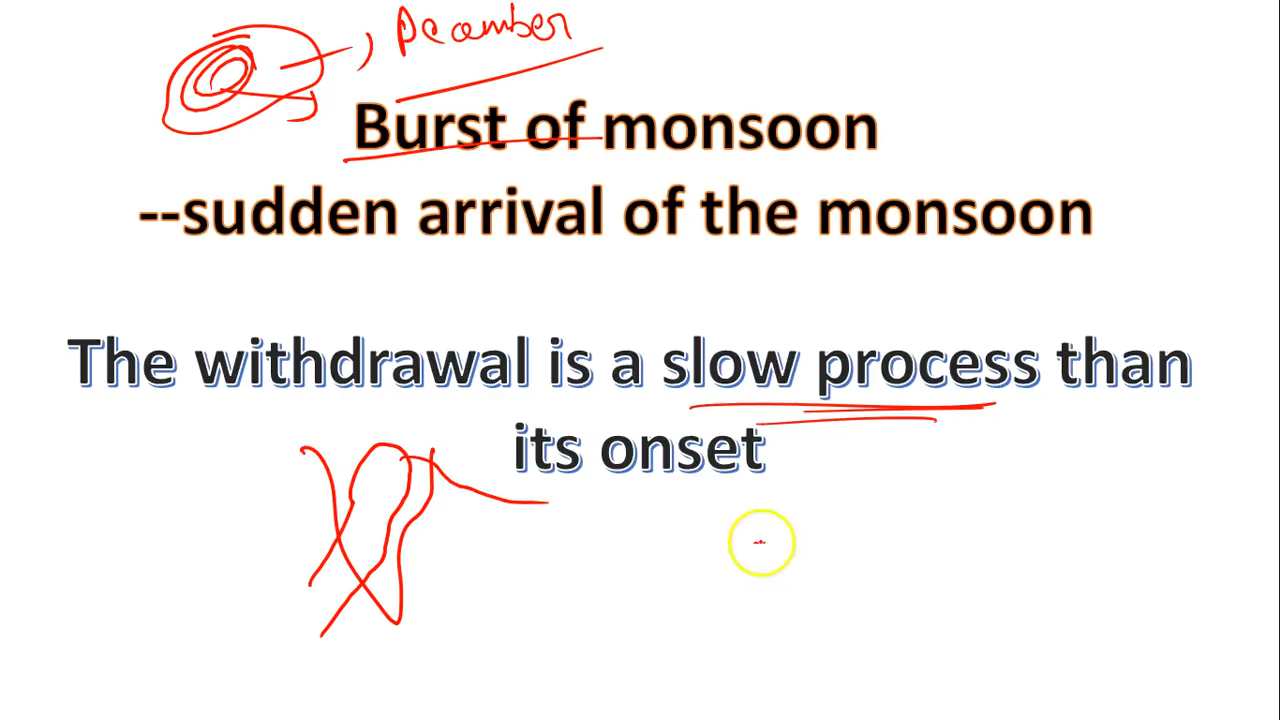 December
Burst of monsoon
--sudden arrival of the monsoon
The withdrawal is a slow process than
its onset